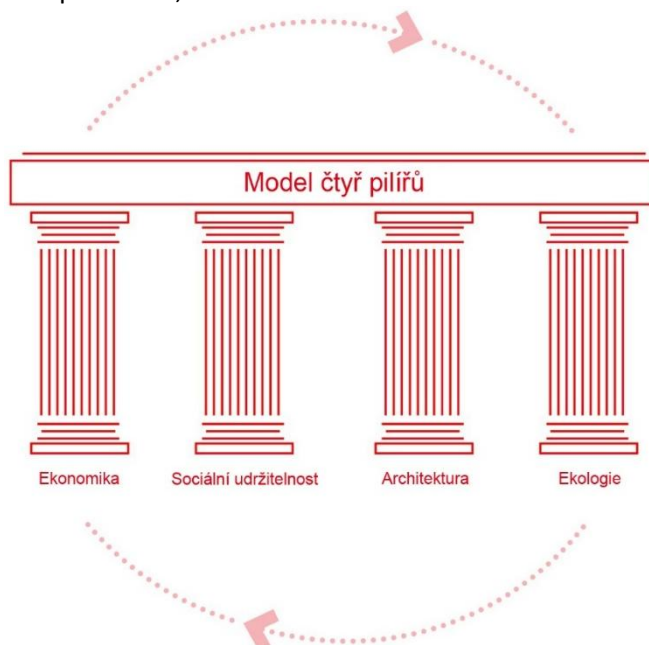 Model čtyř pilířů
Ekonomika
Sociální udržitelnost
Architektura
Ekologie